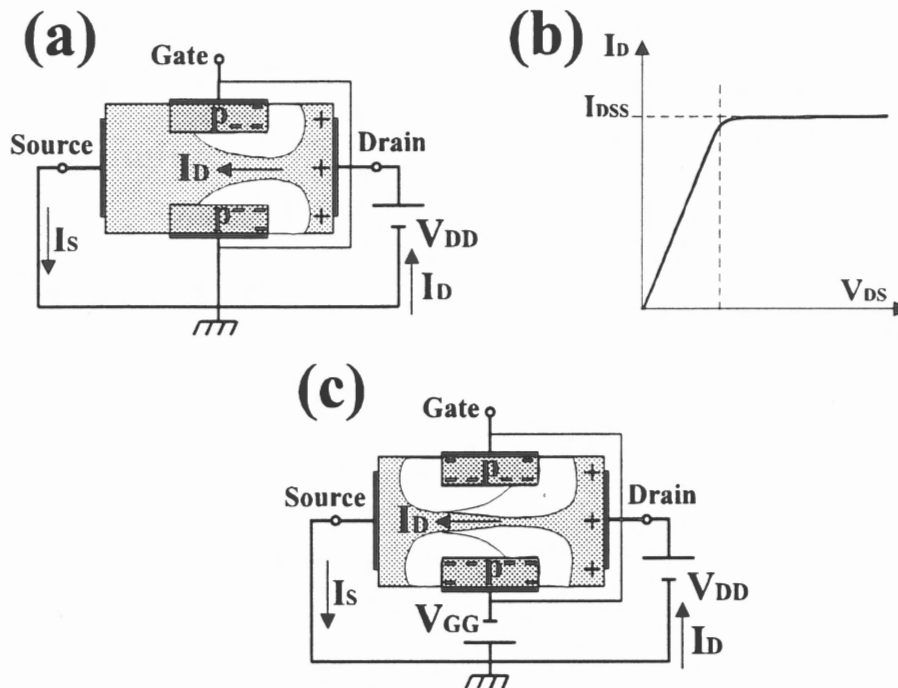 (a)
Gate
p
- -
+
Source
Drain
ID
+
p
- - -
-
+
IS
VDD
ID
(b)
ID
IDSS
VDS
(c)
Gate
- p -
- - - -
+
Source
Drain
ID
+
- - - -
p
- -
+
IS
VGG
VDD
ID